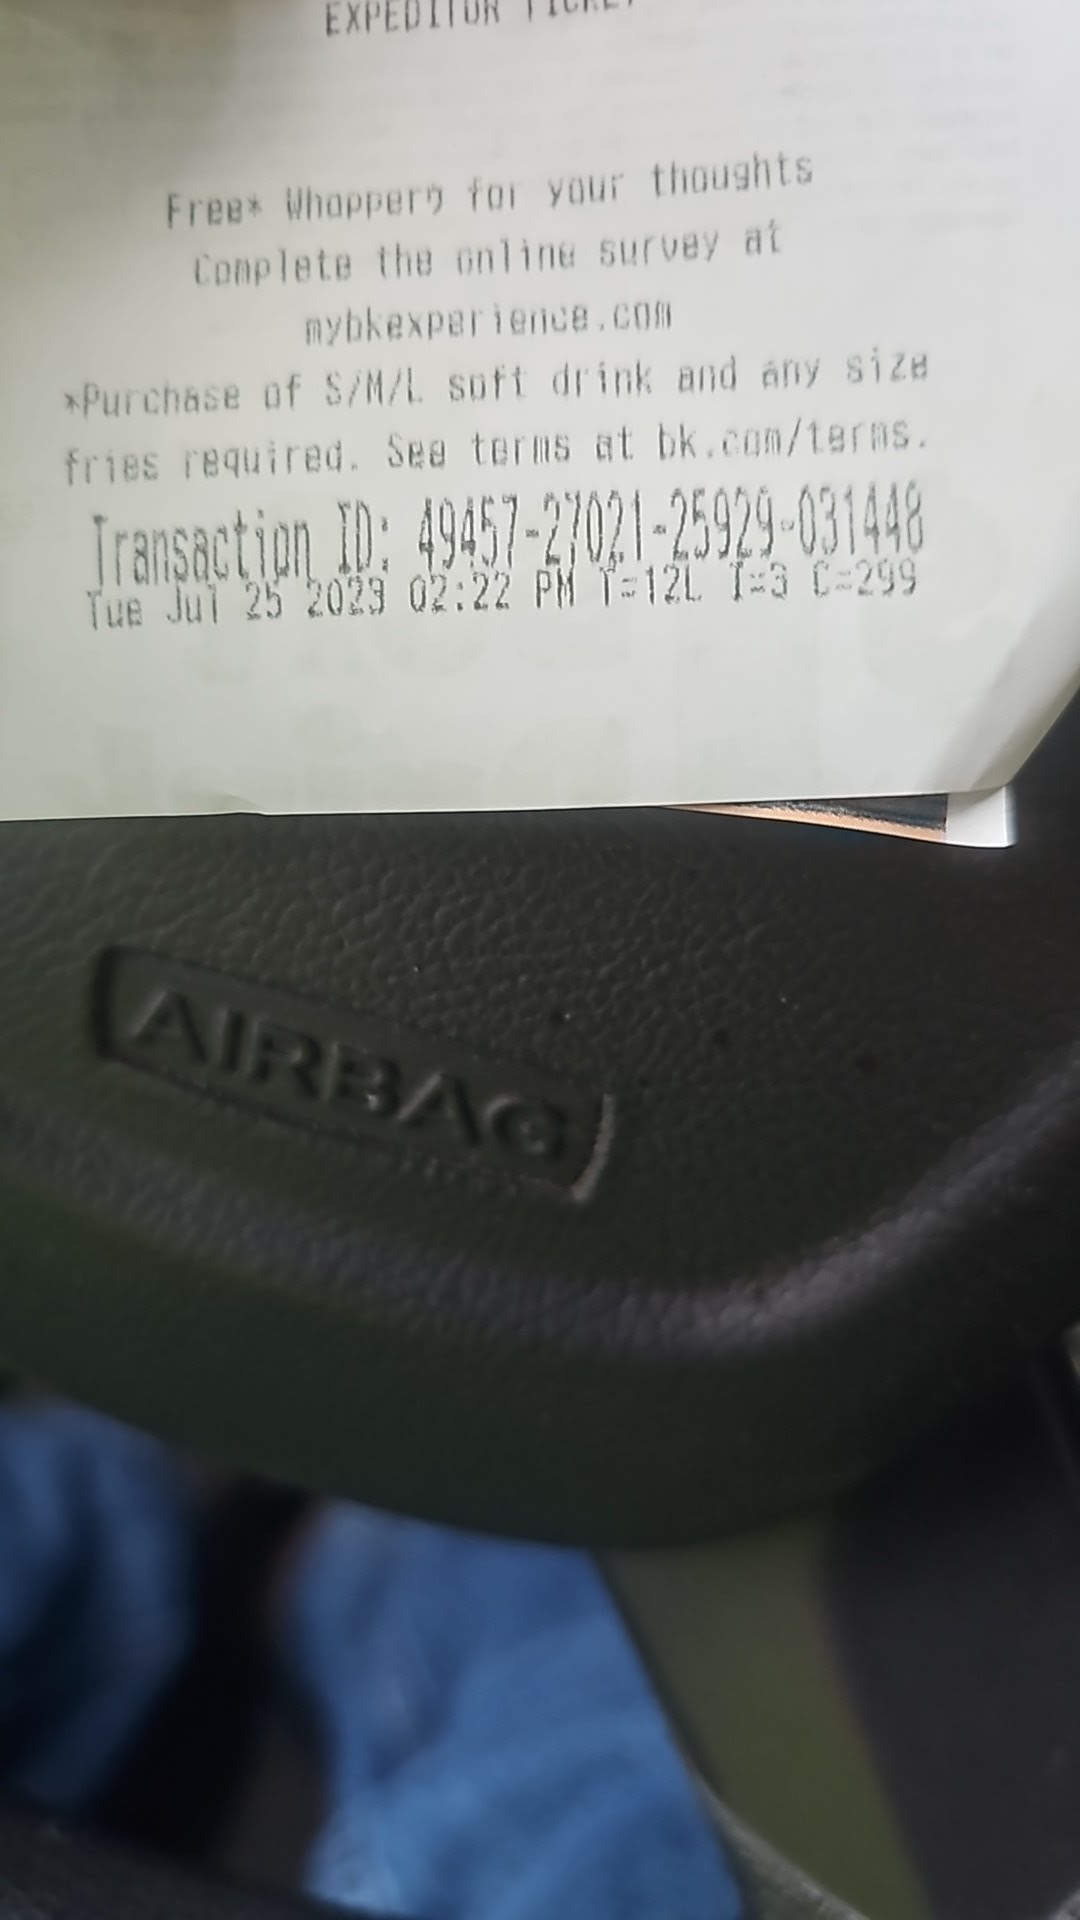 EXPEDITOR TICKET
Free* Whopper) for your thoughts
Complete the online survey at
mybkexperience.com
*Purchase of S/M/L soft drink and any size
fries required. See terms at bk.com/terms.
Transaction ID: 49457-27021-25929-031448
Tue Jul 25 2023 02:22 PM T=12L I=3 C=299
AIRBAG